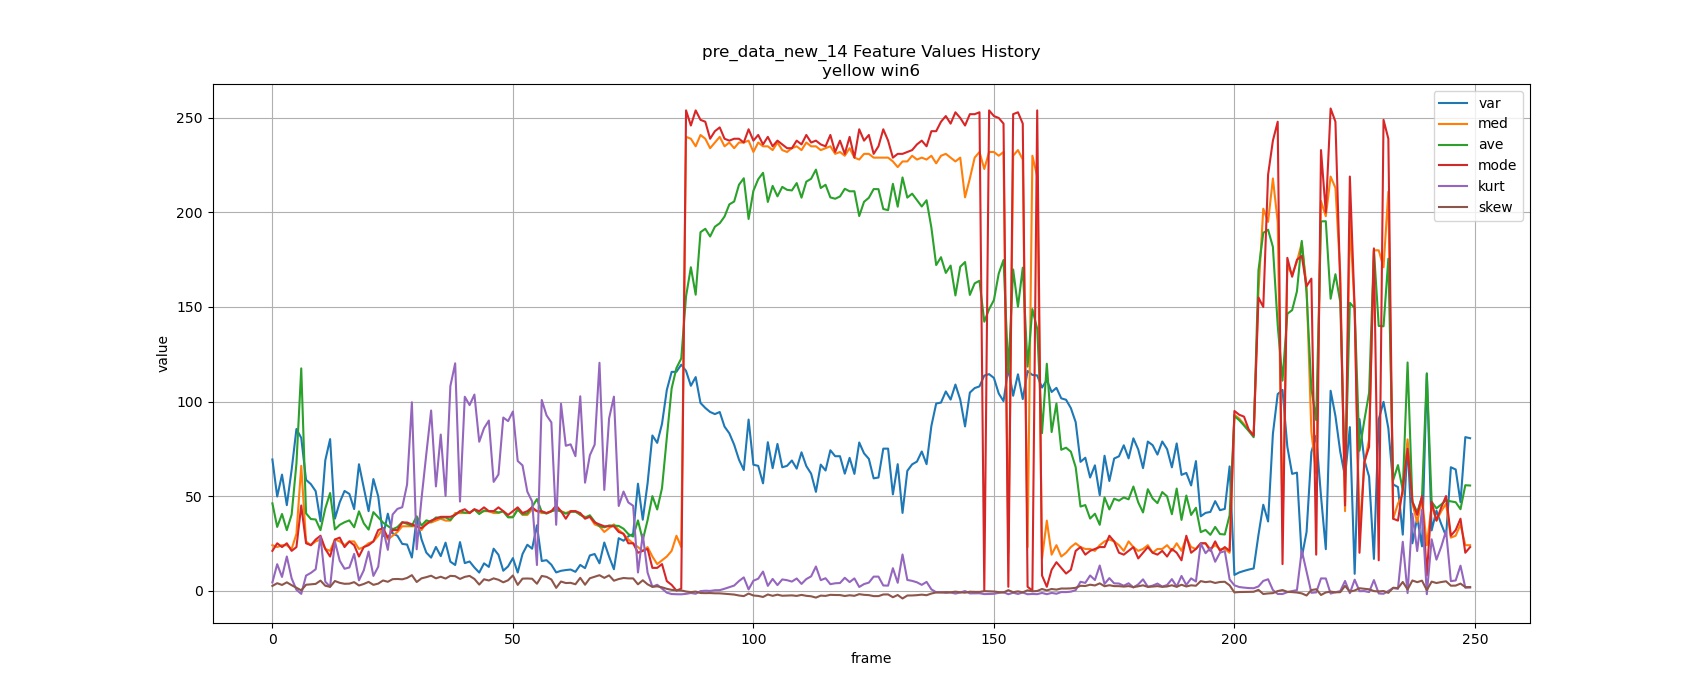 pre_data_new_14 Feature Values History
yellow win6
value
250
200
150
100
50
0
0
50
100
150
200
250
frame
var
med
ave
mode
kurt
skew